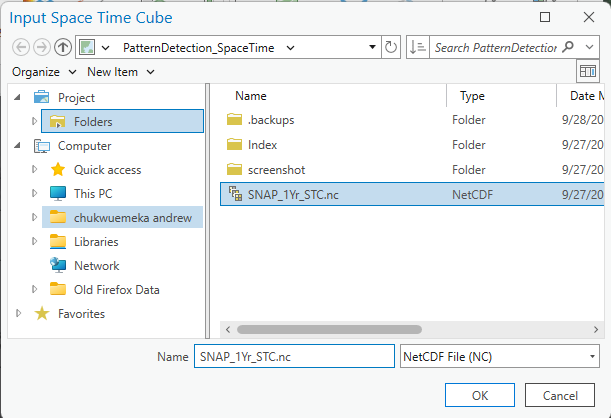 Input Space Time Cube
PatternDetection_SpaceTime
Search PatternDetection
Organize New Item
Project
Folders
Computer
Quick access
This PC
chukwuemeka andrew
Libraries
Network
Old Firefox Data
Favorites
Name Type Date M
.backups Folder 9/28/20
Index Folder 9/27/20
screenshot Folder 9/27/20
SNAP_1Yr_STC.nc NetCDF 9/27/20
Name SNAP_1Yr_STC.nc NetCDF File (NC)
OK Cancel